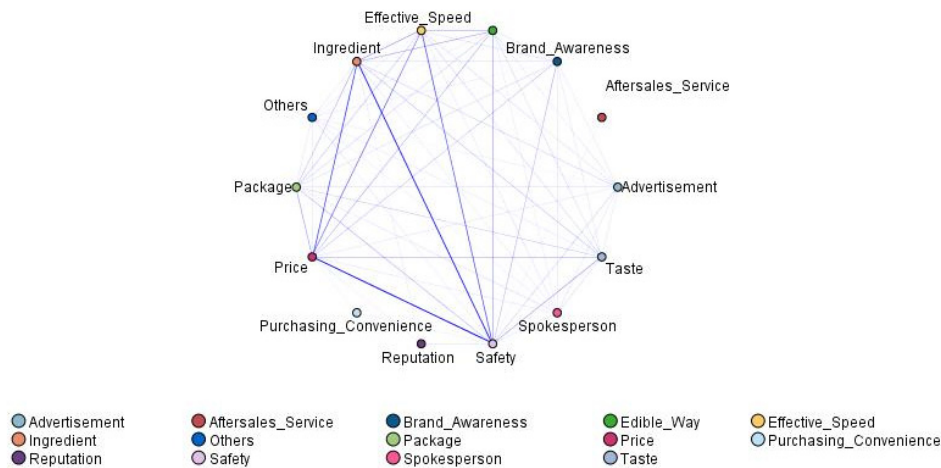 Effective_Speed
Ingredient
Brand_Awareness
Aftersales_Service
Others
Package
Advertisement
Price
Taste
Purchasing_Convenience
Spokesperson
Reputation
Safety
Advertisement
Aftersales_Service
Brand_Awareness
Edible_Way
Effective_Speed
Ingredient
Others
Package
Price
Purchasing_Convenience
Reputation
Safety
Spokesperson
Taste